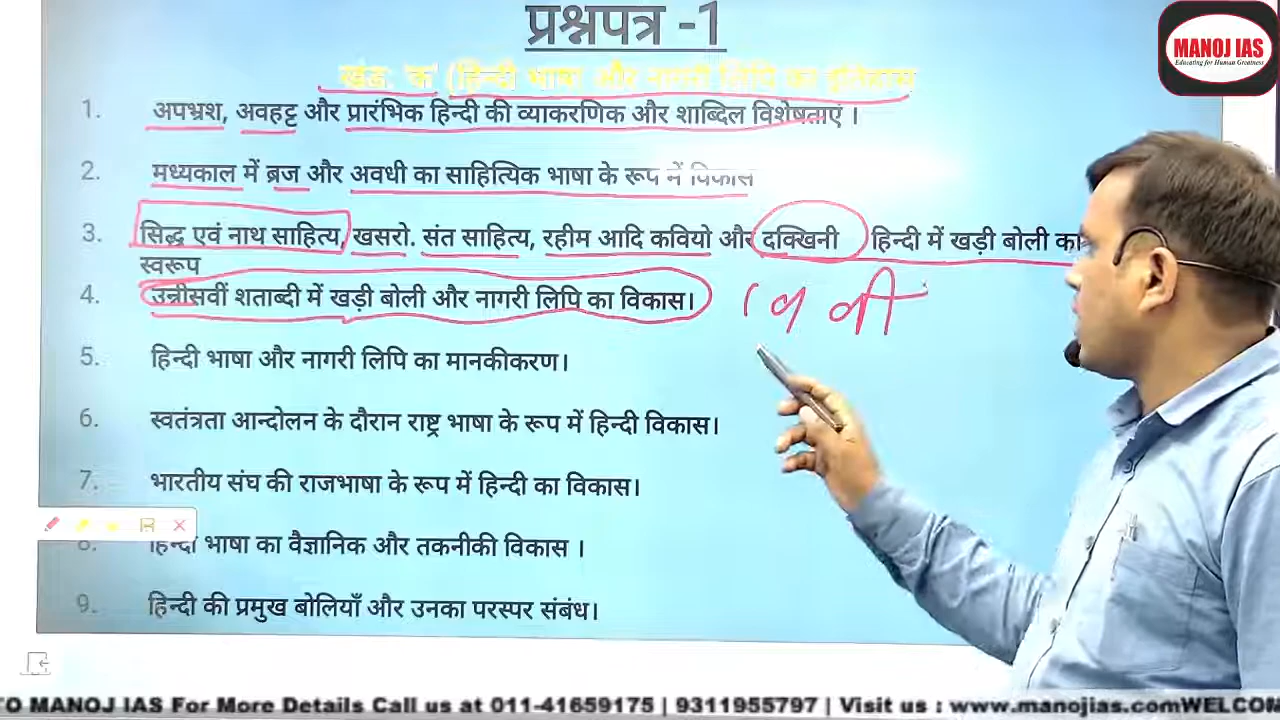 प्रश्नपत्र -1
खंड: 'क' (हिन्दी भाषा और नागरी लिपि का इतिहास
1. अपभ्रश, अवहट्ट और प्रारंभिक हिन्दी की व्याकरणिक और शाब्दिल विशेषताएं ।
2. मध्यकाल में ब्रज और अवधी का साहित्यिक भाषा के रूप में विकास
3. सिद्ध एवं नाथ साहित्य, खसरो. संत साहित्य, रहीम आदि कवियो और दक्खिनी हिन्दी में खड़ी बोली का
स्वरूप
4. उन्नीसवीं शताब्दी में खड़ी बोली और नागरी लिपि का विकास।
5. हिन्दी भाषा और नागरी लिपि का मानकीकरण।
6. स्वतंत्रता आन्दोलन के दौरान राष्ट्र भाषा के रूप में हिन्दी विकास।
7. भारतीय संघ की राजभाषा के रूप में हिन्दी का विकास।
8. हिन्दी भाषा का वैज्ञानिक और तकनीकी विकास ।
9. हिन्दी की प्रमुख बोलियाँ और उनका परस्पर संबंध।
MANOJ IAS
Educating for Human Greatness
TO MANOJ IAS For More Details Call us at 011-41659175 | 9311955797 | Visit us : www.manojias.comWELCOM